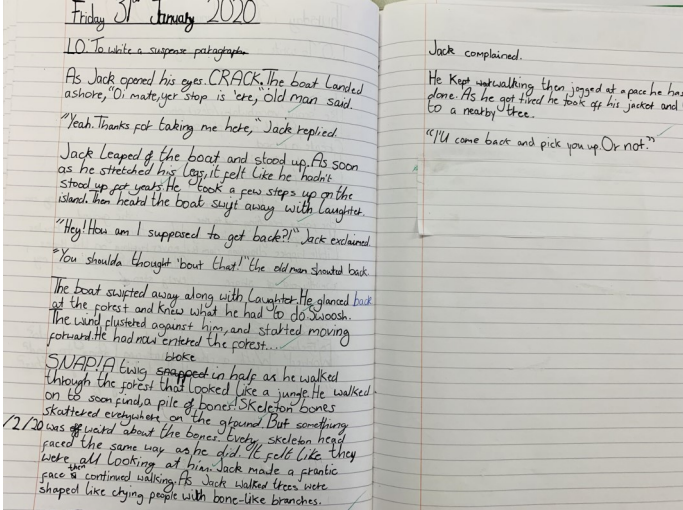 Friday 31st January 2020
LO: To write a suspense paragraph
As Jack opened his eyes. CRACK. The boat Landed
ashore, "Oi mate, yer stop is 'ere," old man said.
"Yeah. Thanks for taking me here," Jack replied.
Jack Leaped of the boat and stood up. As soon
as he stretched his Legs, it felt Like he hadn't
stood up for years. He took a few steps up on the
island. Then heard the boat swift away with Laughter.
"Hey! How am I supposed to get back?!" Jack exclaimed.
"You shoulda thought 'bout that!" the old man shouted back.
The boat swifted away along with Laughter. He glanced back
at the forest and knew what he had to do. Swoosh.
The wind flustered against him, and started moving
forward. He had now entered the forest...
broke
SNAP! A twig snapped in half as he walked
through the forest that Looked Like a jungle. He walked
on to soon find, a pile of bones! Skeleton bones
skattered everywhere on the ground. But something
/2/20 was weird about the bones. Every, skeleton head
faced the same way as he did. It felt Like they
were all Looking at him. Jack made a frantic
then
face continued walking. As Jack walked trees were
shaped Like crying people with bone-like branches.
Jack complained.
He Kept walking then jogged at a pace he has
done. As he got tired he took off his jackot and
to a nearby tree.
"I'll come back and pick you up. Or not."